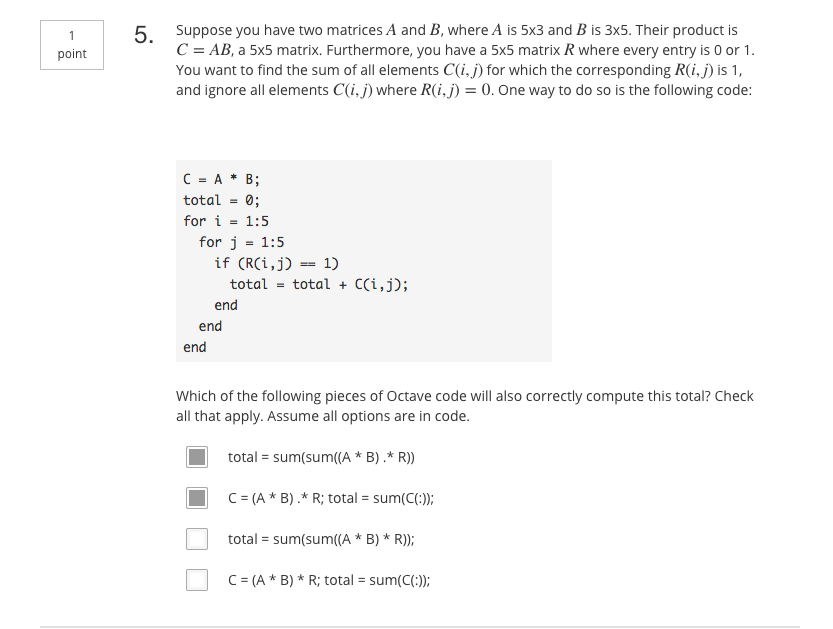 1
point
5.
Suppose you have two matrices A and B, where A is 5x3 and B is 3x5. Their product is
C = AB, a 5x5 matrix. Furthermore, you have a 5x5 matrix R where every entry is 0 or 1.
You want to find the sum of all elements C(i, j) for which the corresponding R(i, j) is 1,
and ignore all elements C(i, j) where R(i, j) = 0. One way to do so is the following code:
C = A * B;
total = 0;
for i = 1:5
  for j = 1:5
    if (R(i,j) == 1)
      total = total + C(i,j);
    end
  end
end
Which of the following pieces of Octave code will also correctly compute this total? Check
all that apply. Assume all options are in code.
total = sum(sum((A * B) .* R))
C = (A * B) .* R; total = sum(C(:));
total = sum(sum((A * B) * R));
C = (A * B) * R; total = sum(C(:));